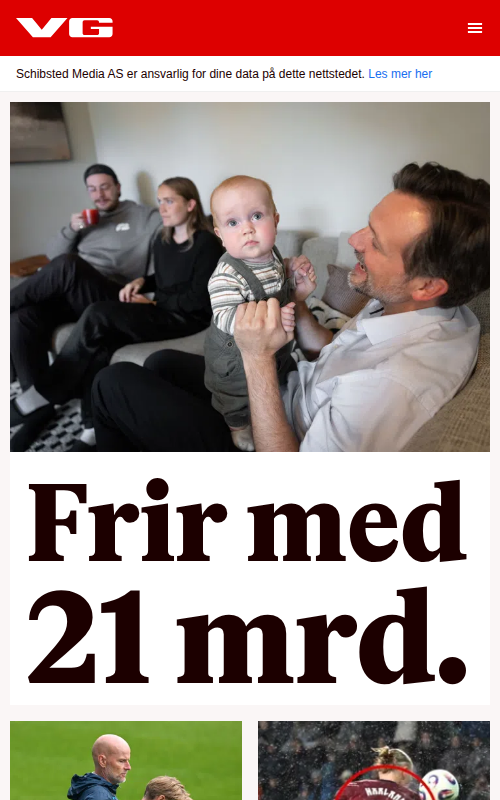 VG
Schibsted Media AS er ansvarlig for dine data på dette nettstedet. Les mer her
Frir med
21 mrd.
HAALAND